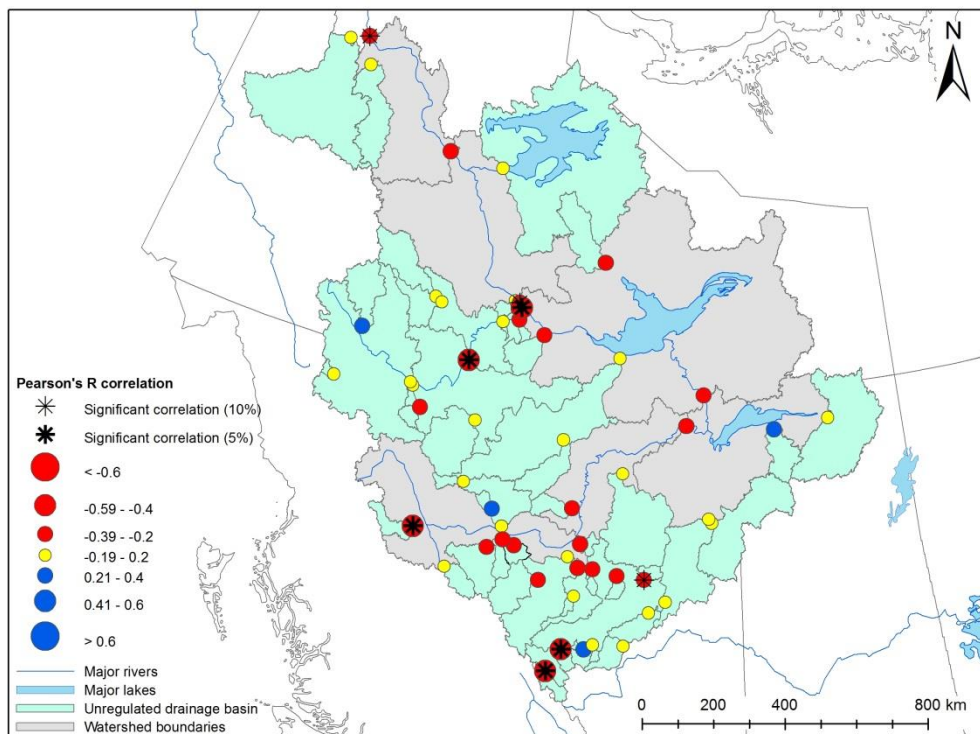 N
Pearson's R correlation
Significant correlation (10%)
Significant correlation (5%)
< -0.6
-0.59 - -0.4
-0.39 - -0.2
-0.19 - 0.2
0.21 - 0.4
0.41 - 0.6
> 0.6
Major rivers
Major lakes
Unregulated drainage basin
Watershed boundaries
0 200 400 600 800 km